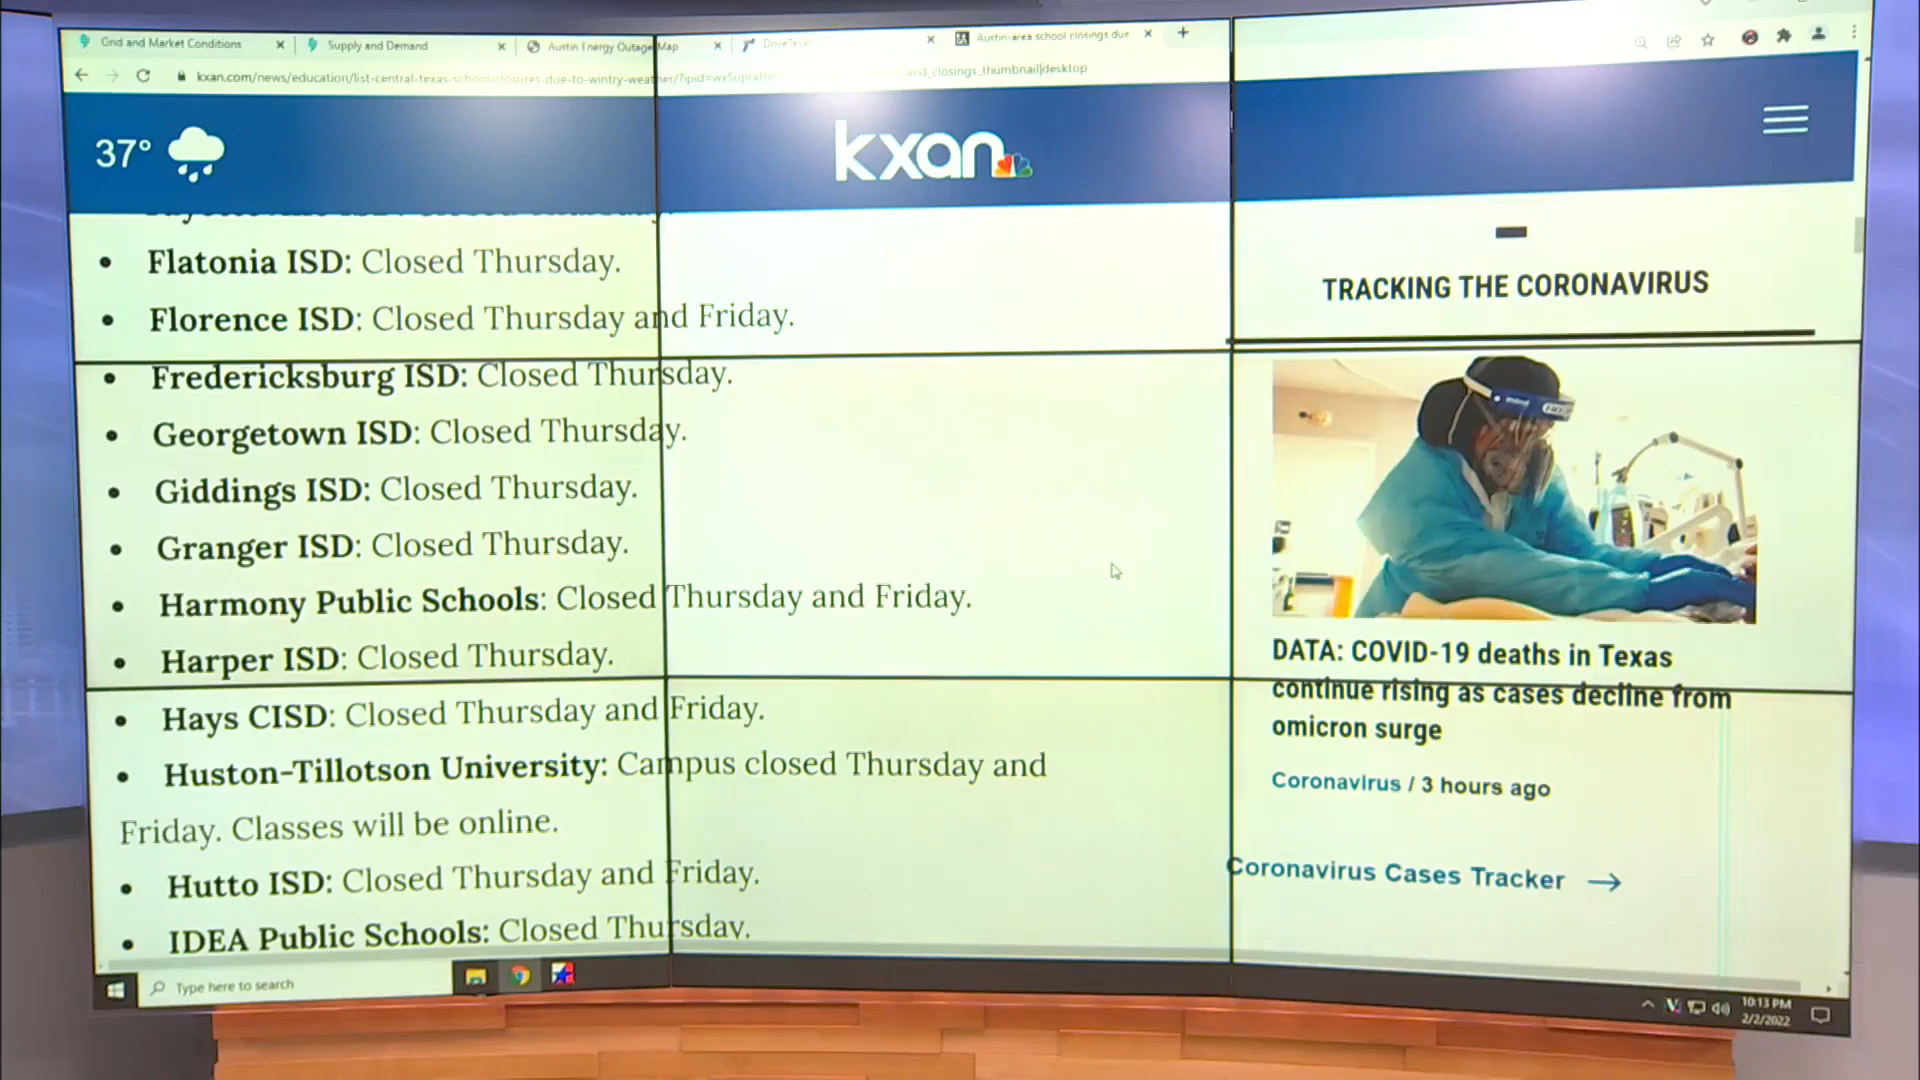 Grid and Market Conditions
Supply and Demand
Austin Energy Outage Map
Austin-area school closings due
kxan.com/news/education/list-central-texas-school-closures-due-to-wintry-weather/?ipid= and_closings_thumbnail|desktop
37°
kxan
Flatonia ISD: Closed Thursday.
Florence ISD: Closed Thursday and Friday.
Fredericksburg ISD: Closed Thursday.
Georgetown ISD: Closed Thursday.
Giddings ISD: Closed Thursday.
Granger ISD: Closed Thursday.
Harmony Public Schools: Closed Thursday and Friday.
Harper ISD: Closed Thursday.
Hays CISD: Closed Thursday and Friday.
Huston-Tillotson University: Campus closed Thursday and
Friday. Classes will be online.
Hutto ISD: Closed Thursday and Friday.
IDEA Public Schools: Closed Thursday.
TRACKING THE CORONAVIRUS
DATA: COVID-19 deaths in Texas
continue rising as cases decline from
omicron surge
Coronavirus / 3 hours ago
Coronavirus Cases Tracker
Type here to search
10:13 PM
2/2/2022